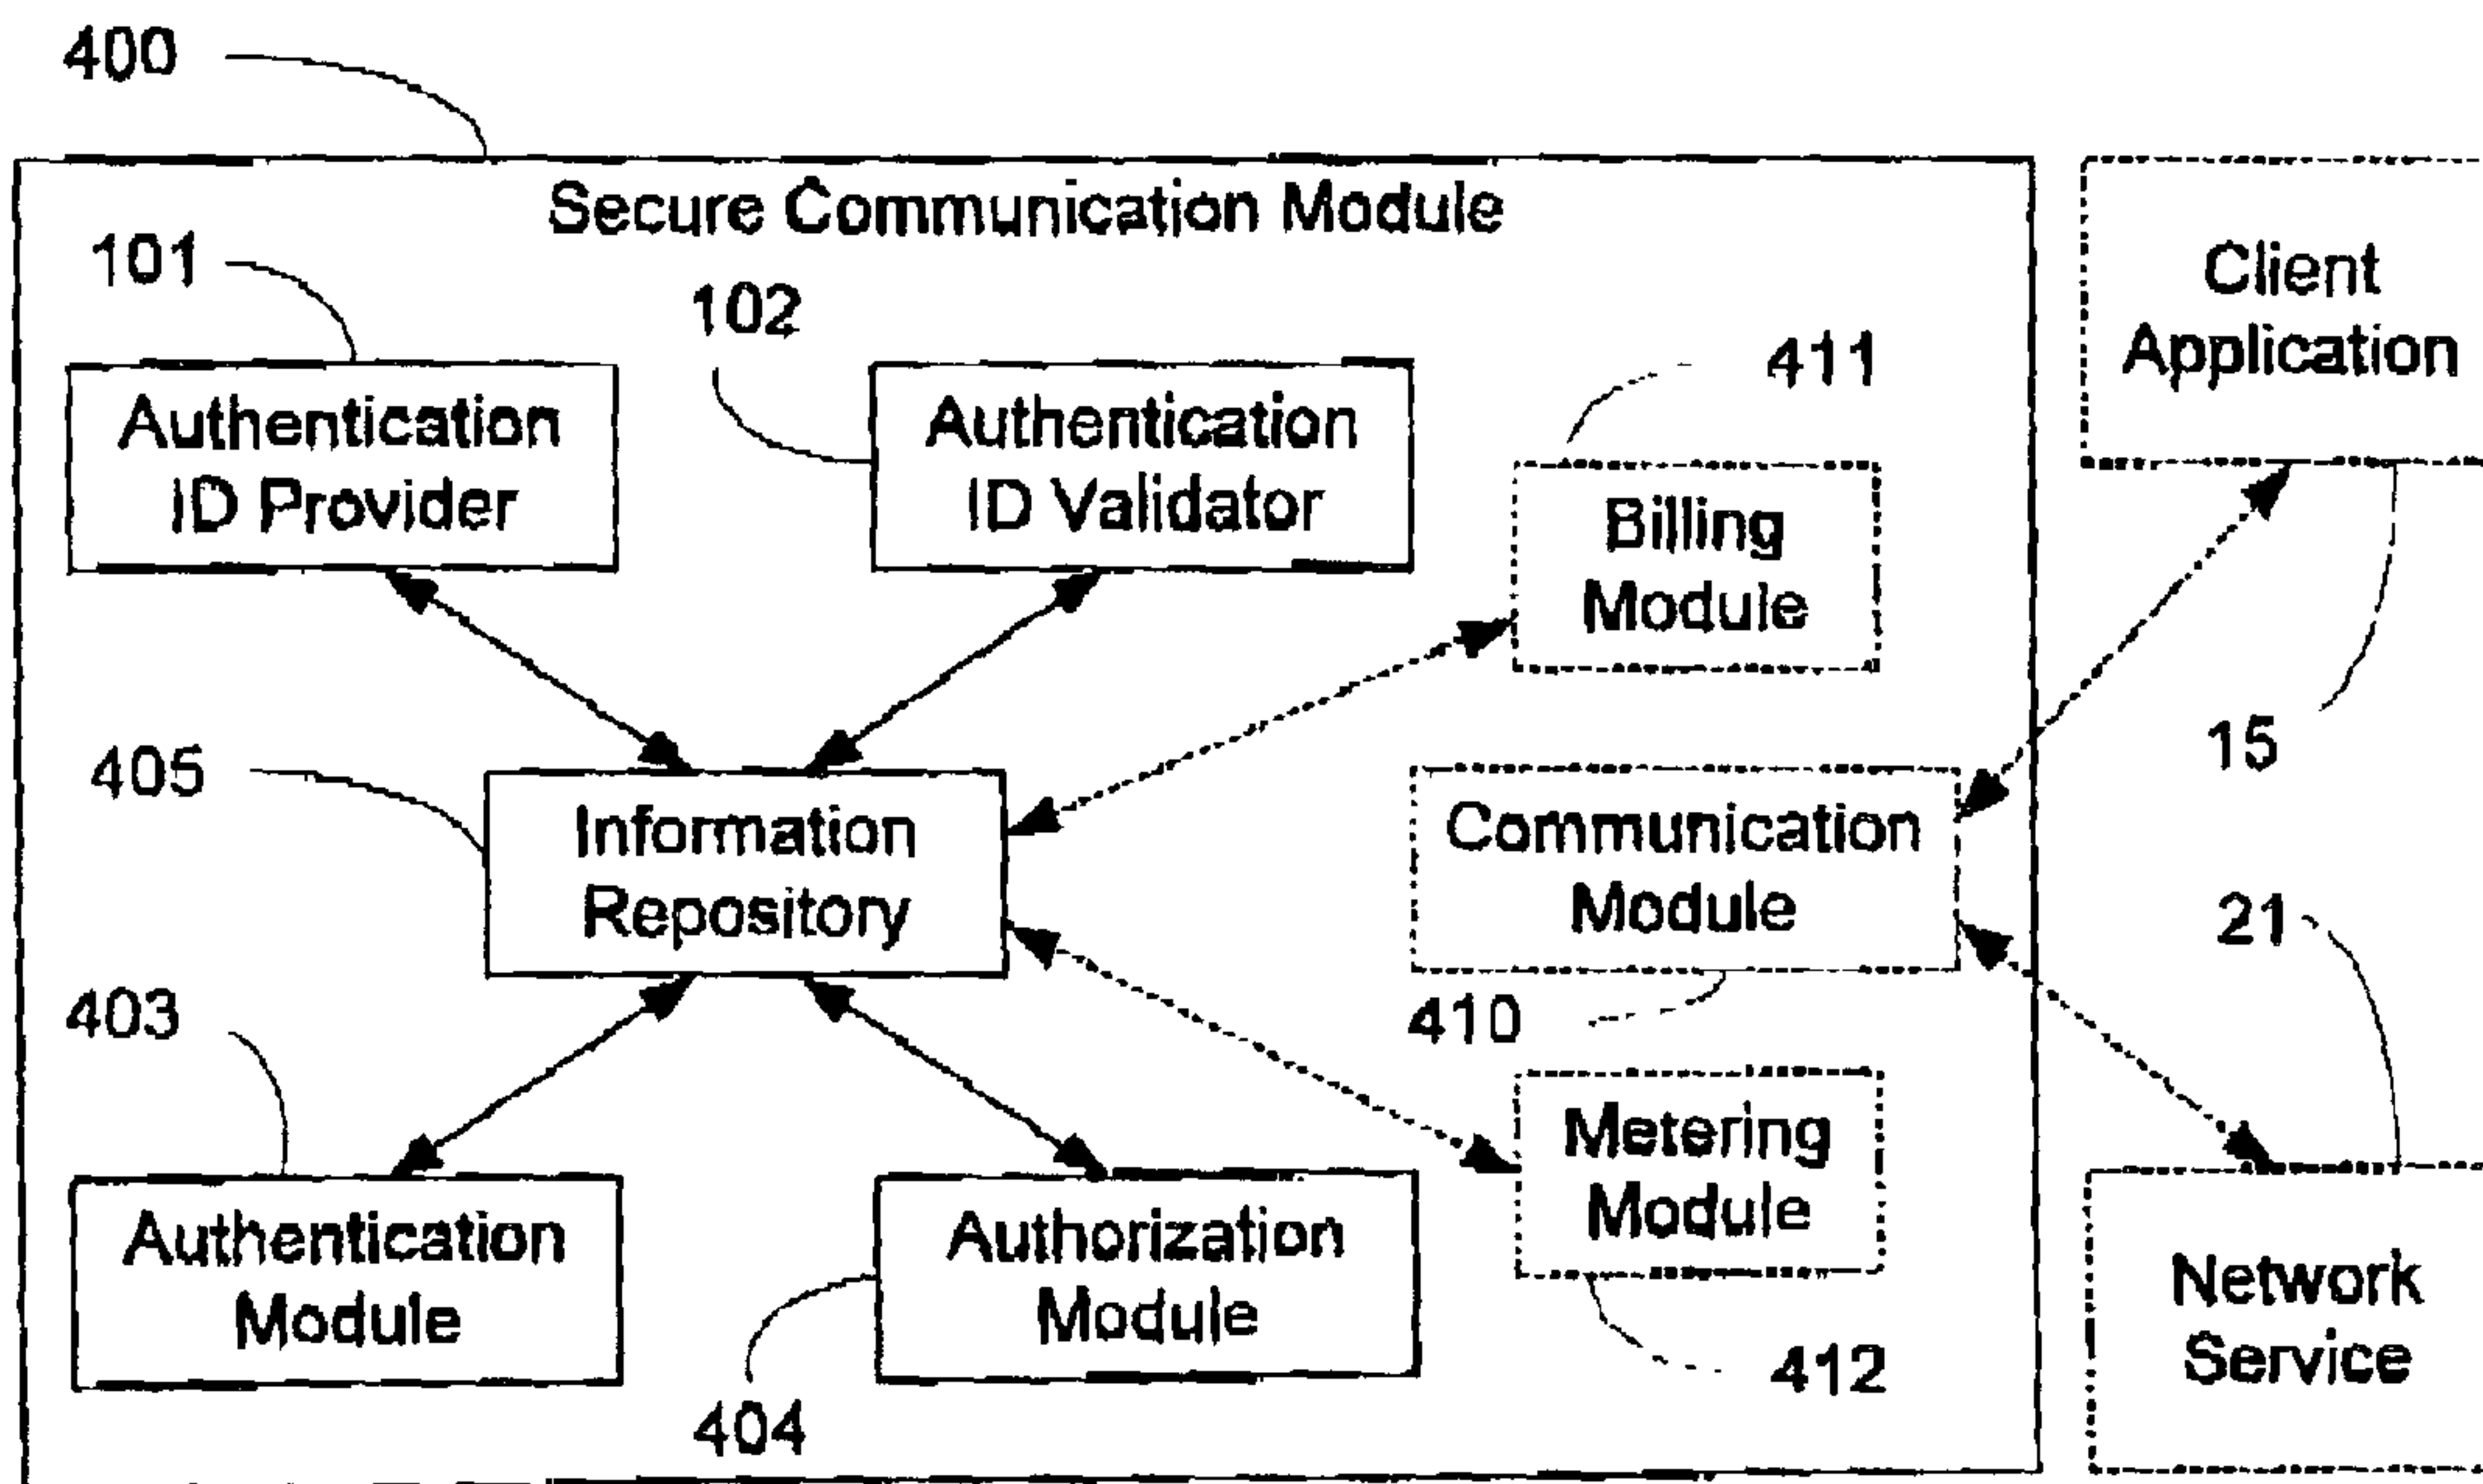 400
Secure Communication Module
101
102
Client
Application
411
Authentication
ID Provider
Authentication
ID Validator
Billing
Module
15
405
Information
Repository
Communication
Module
21
403
410
Metering
Module
Authentication
Module
Authorization
Module
Network
Service
412
404